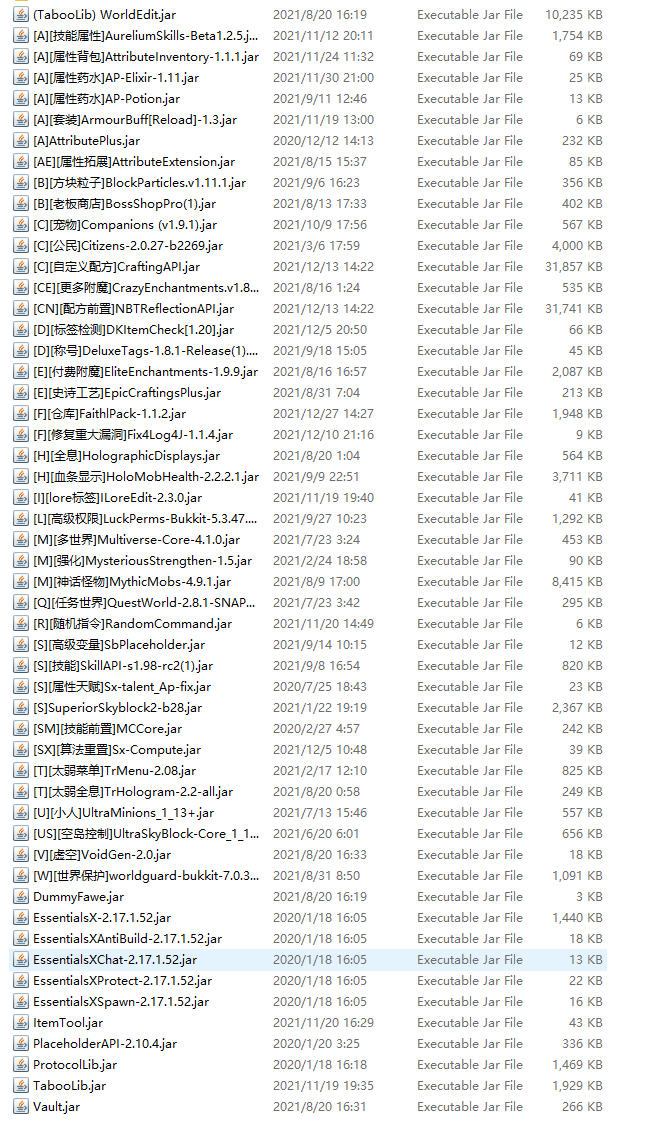 (TabooLib) WorldEdit.jar 2021/8/20 16:19 Executable Jar File 10,235 KB
[A][技能属性]AureliumSkills-Beta1.2.5.j... 2021/11/12 20:11 Executable Jar File 1,754 KB
[A][属性背包]AttributeInventory-1.1.1.jar 2021/11/24 11:32 Executable Jar File 69 KB
[A][属性药水]AP-Elixir-1.11.jar 2021/11/30 21:00 Executable Jar File 25 KB
[A][属性药水]AP-Potion.jar 2021/9/11 12:46 Executable Jar File 13 KB
[A][套装]ArmourBuff[Reload]-1.3.jar 2021/11/19 13:00 Executable Jar File 6 KB
[A]AttributePlus.jar 2020/12/12 14:13 Executable Jar File 232 KB
[AE][属性拓展]AttributeExtension.jar 2021/8/15 15:37 Executable Jar File 85 KB
[B][方块粒子]BlockParticles.v1.11.1.jar 2021/9/6 16:23 Executable Jar File 356 KB
[B][老板商店]BossShopPro(1).jar 2021/8/13 17:33 Executable Jar File 402 KB
[C][宠物]Companions (v1.9.1).jar 2021/10/9 17:56 Executable Jar File 567 KB
[C][公民]Citizens-2.0.27-b2269.jar 2021/3/6 17:59 Executable Jar File 4,000 KB
[C][自定义配方]CraftingAPI.jar 2021/12/13 14:22 Executable Jar File 31,857 KB
[CE][更多附魔]CrazyEnchantments.v1.8... 2021/8/16 1:24 Executable Jar File 535 KB
[CN][配方前置]NBTReflectionAPI.jar 2021/12/13 14:22 Executable Jar File 31,741 KB
[D][标签检测]DKItemCheck[1.20].jar 2021/12/5 20:50 Executable Jar File 66 KB
[D][称号]DeluxeTags-1.8.1-Release(1).... 2021/9/18 15:05 Executable Jar File 45 KB
[E][付费附魔]EliteEnchantments-1.9.9.jar 2021/8/16 16:57 Executable Jar File 2,087 KB
[E][史诗工艺]EpicCraftingsPlus.jar 2021/8/31 7:04 Executable Jar File 213 KB
[F][仓库]FaithlPack-1.1.2.jar 2021/12/27 14:27 Executable Jar File 1,948 KB
[F][修复重大漏洞]Fix4Log4J-1.1.4.jar 2021/12/10 21:16 Executable Jar File 9 KB
[H][全息]HolographicDisplays.jar 2021/8/20 1:04 Executable Jar File 564 KB
[H][血条显示]HoloMobHealth-2.2.2.1.jar 2021/9/9 22:51 Executable Jar File 3,711 KB
[I][lore标签]ILoreEdit-2.3.0.jar 2021/11/19 19:40 Executable Jar File 41 KB
[L][高级权限]LuckPerms-Bukkit-5.3.47.... 2021/9/27 10:23 Executable Jar File 1,292 KB
[M][多世界]Multiverse-Core-4.1.0.jar 2021/7/23 3:24 Executable Jar File 453 KB
[M][强化]MysteriousStrengthen-1.5.jar 2021/2/24 18:58 Executable Jar File 90 KB
[M][神话怪物]MythicMobs-4.9.1.jar 2021/8/9 17:00 Executable Jar File 8,415 KB
[Q][任务世界]QuestWorld-2.8.1-SNAP... 2021/7/23 3:42 Executable Jar File 295 KB
[R][随机指令]RandomCommand.jar 2021/11/20 14:49 Executable Jar File 6 KB
[S][高级变量]SbPlaceholder.jar 2021/9/14 10:15 Executable Jar File 12 KB
[S][技能]SkillAPI-s1.98-rc2(1).jar 2021/9/8 16:54 Executable Jar File 820 KB
[S][属性天赋]Sx-talent_Ap-fix.jar 2020/7/25 18:43 Executable Jar File 23 KB
[S]SuperiorSkyblock2-b28.jar 2021/1/22 19:19 Executable Jar File 2,367 KB
[SM][技能前置]MCCore.jar 2020/2/27 4:57 Executable Jar File 242 KB
[SX][算法重置]Sx-Compute.jar 2021/12/5 10:48 Executable Jar File 39 KB
[T][太弱菜单]TrMenu-2.08.jar 2021/2/17 12:10 Executable Jar File 825 KB
[T][太弱全息]TrHologram-2.2-all.jar 2021/8/20 0:58 Executable Jar File 249 KB
[U][小人]UltraMinions_1_13+.jar 2021/7/13 15:46 Executable Jar File 557 KB
[US][空岛控制]UltraSkyBlock-Core_1_1... 2021/6/20 6:01 Executable Jar File 656 KB
[V][虚空]VoidGen-2.0.jar 2021/8/20 16:33 Executable Jar File 18 KB
[W][世界保护]worldguard-bukkit-7.0.3... 2021/8/31 8:50 Executable Jar File 1,091 KB
DummyFawe.jar 2021/8/20 16:19 Executable Jar File 3 KB
EssentialsX-2.17.1.52.jar 2020/1/18 16:05 Executable Jar File 1,440 KB
EssentialsXAntiBuild-2.17.1.52.jar 2020/1/18 16:05 Executable Jar File 18 KB
EssentialsXChat-2.17.1.52.jar 2020/1/18 16:05 Executable Jar File 13 KB
EssentialsXProtect-2.17.1.52.jar 2020/1/18 16:05 Executable Jar File 22 KB
EssentialsXSpawn-2.17.1.52.jar 2020/1/18 16:05 Executable Jar File 16 KB
ItemTool.jar 2021/11/20 16:29 Executable Jar File 43 KB
PlaceholderAPI-2.10.4.jar 2020/1/20 3:25 Executable Jar File 336 KB
ProtocolLib.jar 2020/1/18 16:18 Executable Jar File 1,469 KB
TabooLib.jar 2021/11/19 19:35 Executable Jar File 1,929 KB
Vault.jar 2021/8/20 16:31 Executable Jar File 266 KB